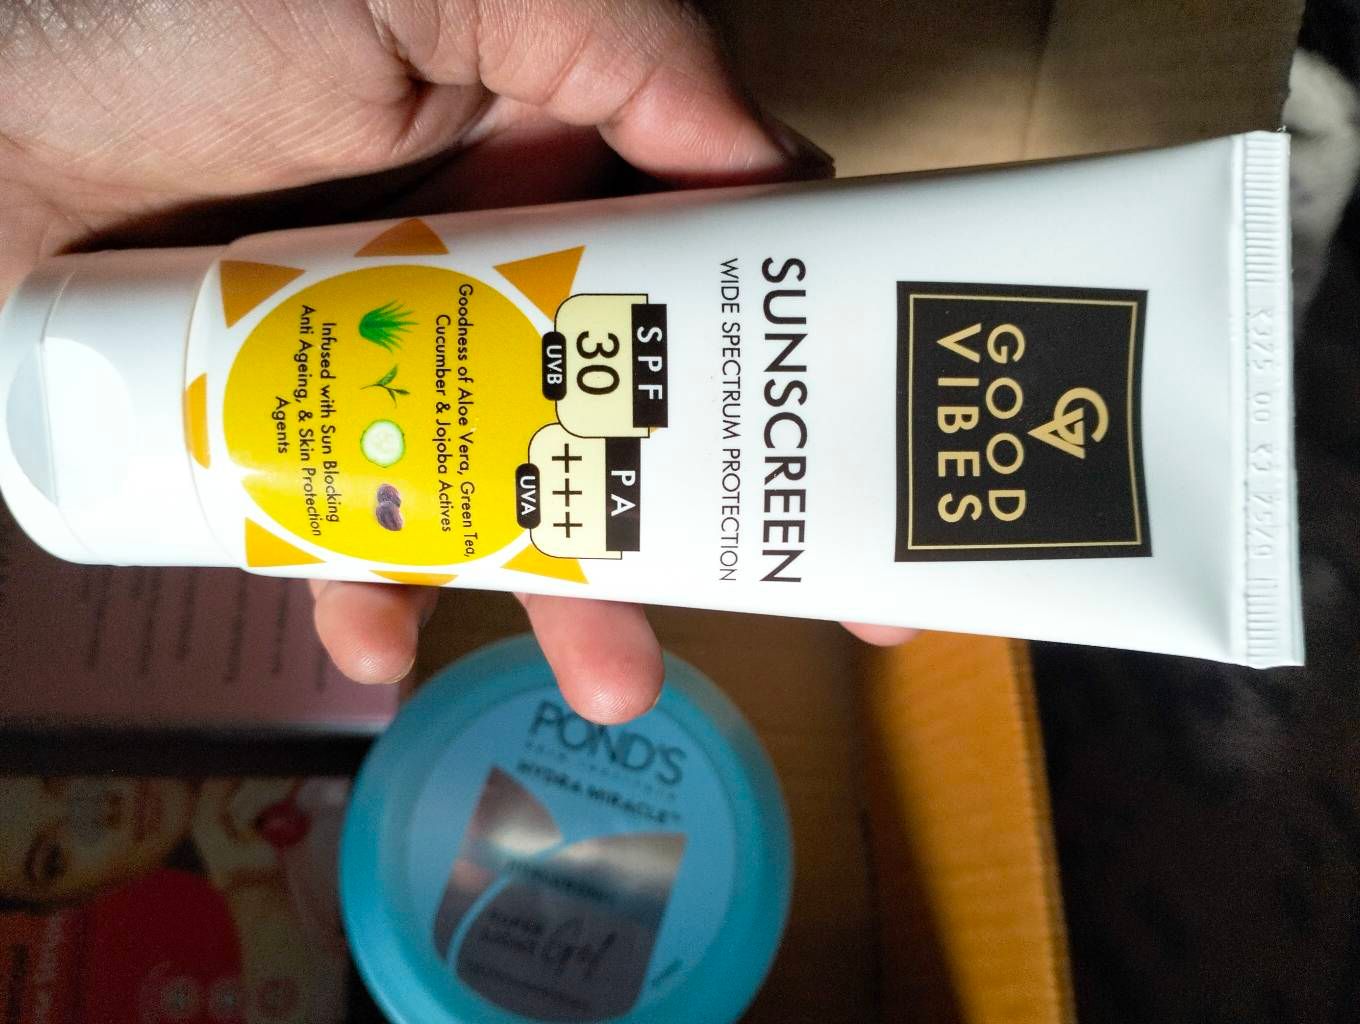 GOOD
VIBES
SUNSCREEN
WIDE SPECTRUM PROTECTION
SPF
30
UVB
PA
+++
UVA
Goodness of Aloe Vera, Green Tea,
Cucumber & Jojoba Actives
Infused with Sun Blocking
Anti Ageing, & Skin Protection
Agents
POND'S
HYDRA MIRACLE
Gel